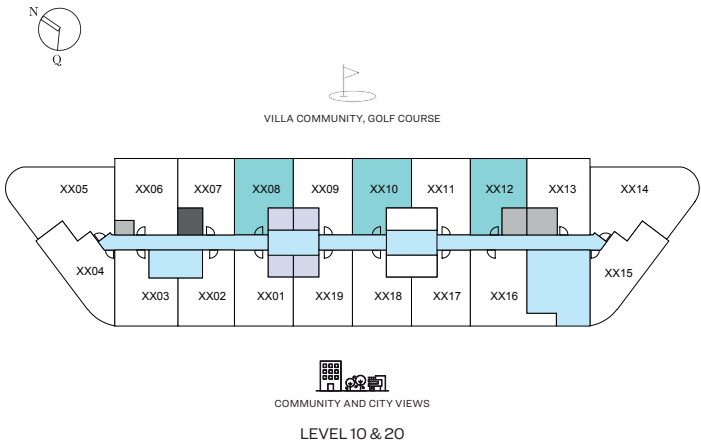 N
Q
VILLA COMMUNITY, GOLF COURSE
XX05 XX06 XX07 XX08 XX09 XX10 XX11 XX12 XX13 XX14
XX04 XX03 XX02 XX01 XX19 XX18 XX17 XX16 XX15
COMMUNITY AND CITY VIEWS
LEVEL 10 & 20